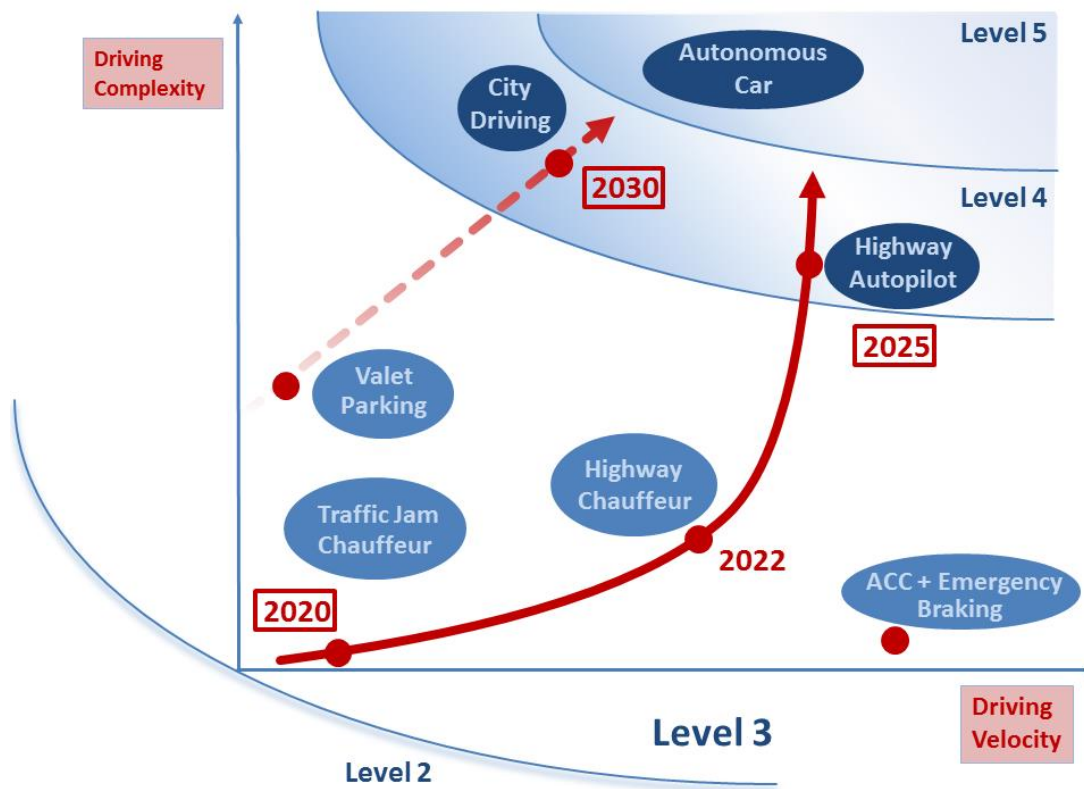 Driving
Complexity
Level 5
Autonomous
Car
City
Driving
2030
Level 4
Highway
Autopilot
2025
Valet
Parking
Highway
Chauffeur
Traffic Jam
Chauffeur
2022
ACC + Emergency
Braking
2020
Driving
Velocity
Level 3
Level 2